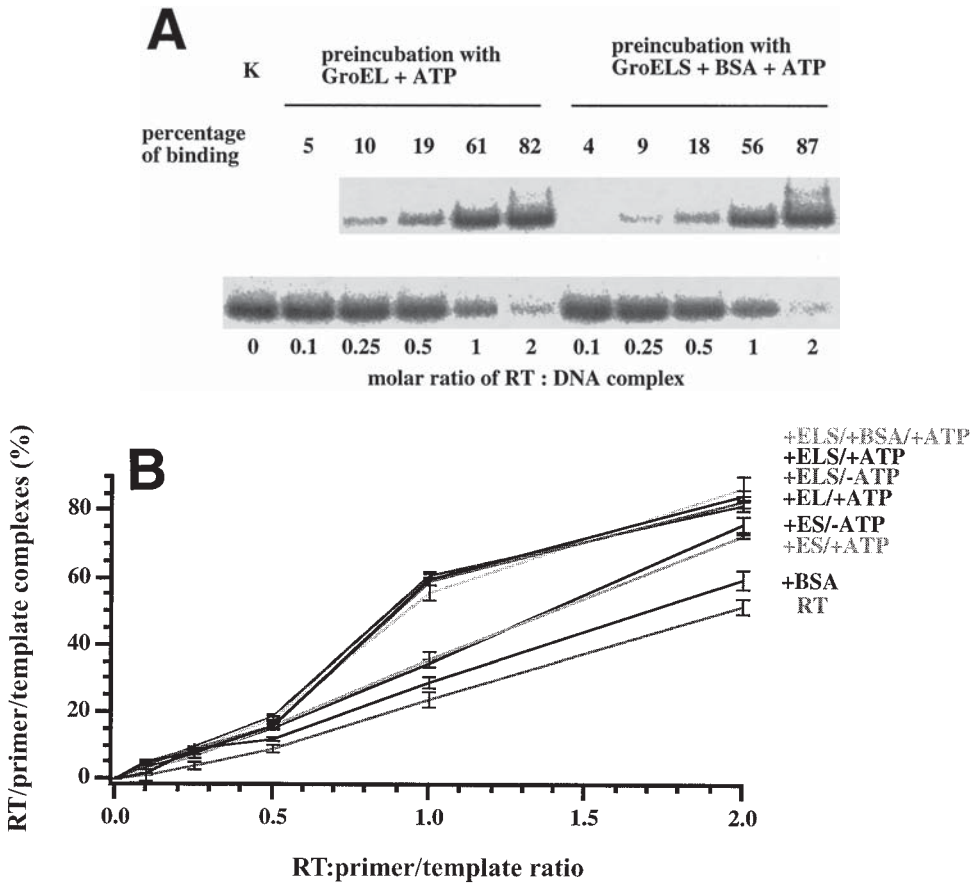 A
K
preincubation with
GroEL + ATP
preincubation with
GroELS + BSA + ATP
percentage
of binding
5 10 19 61 82 4 9 18 56 87
0 0.1 0.25 0.5 1 2 0.1 0.25 0.5 1 2
molar ratio of RT : DNA complex
B
RT/primer/template complexes (%)
80
60
40
20
0
0.0 0.5 1.0 1.5 2.0
RT:primer/template ratio
+ELS/+BSA/+ATP
+ELS/+ATP
+ELS/-ATP
+EL/+ATP
+ES/-ATP
+ES/+ATP
+BSA
RT